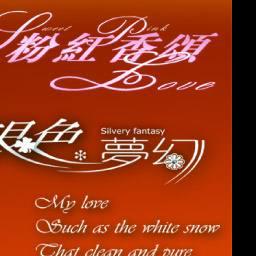 Sweet Pink
粉紅香頌
Love
Silvery fantasy
銀色夢幻
My love
Such as the white snow
That clean and pure